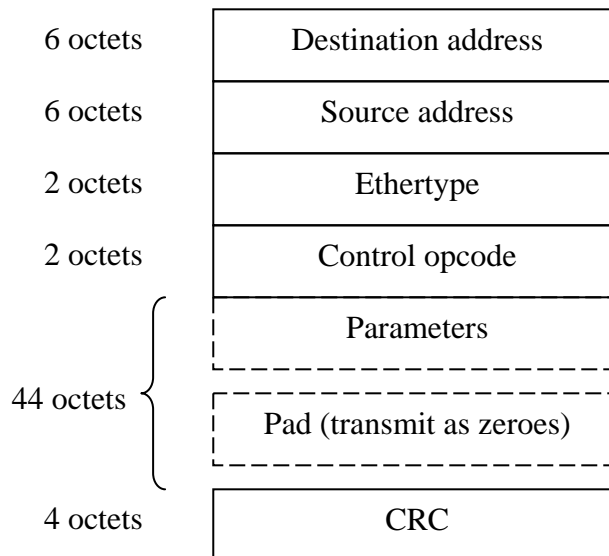 6 octets Destination address
6 octets Source address
2 octets Ethertype
2 octets Control opcode
Parameters
44 octets
Pad (transmit as zeroes)
4 octets CRC